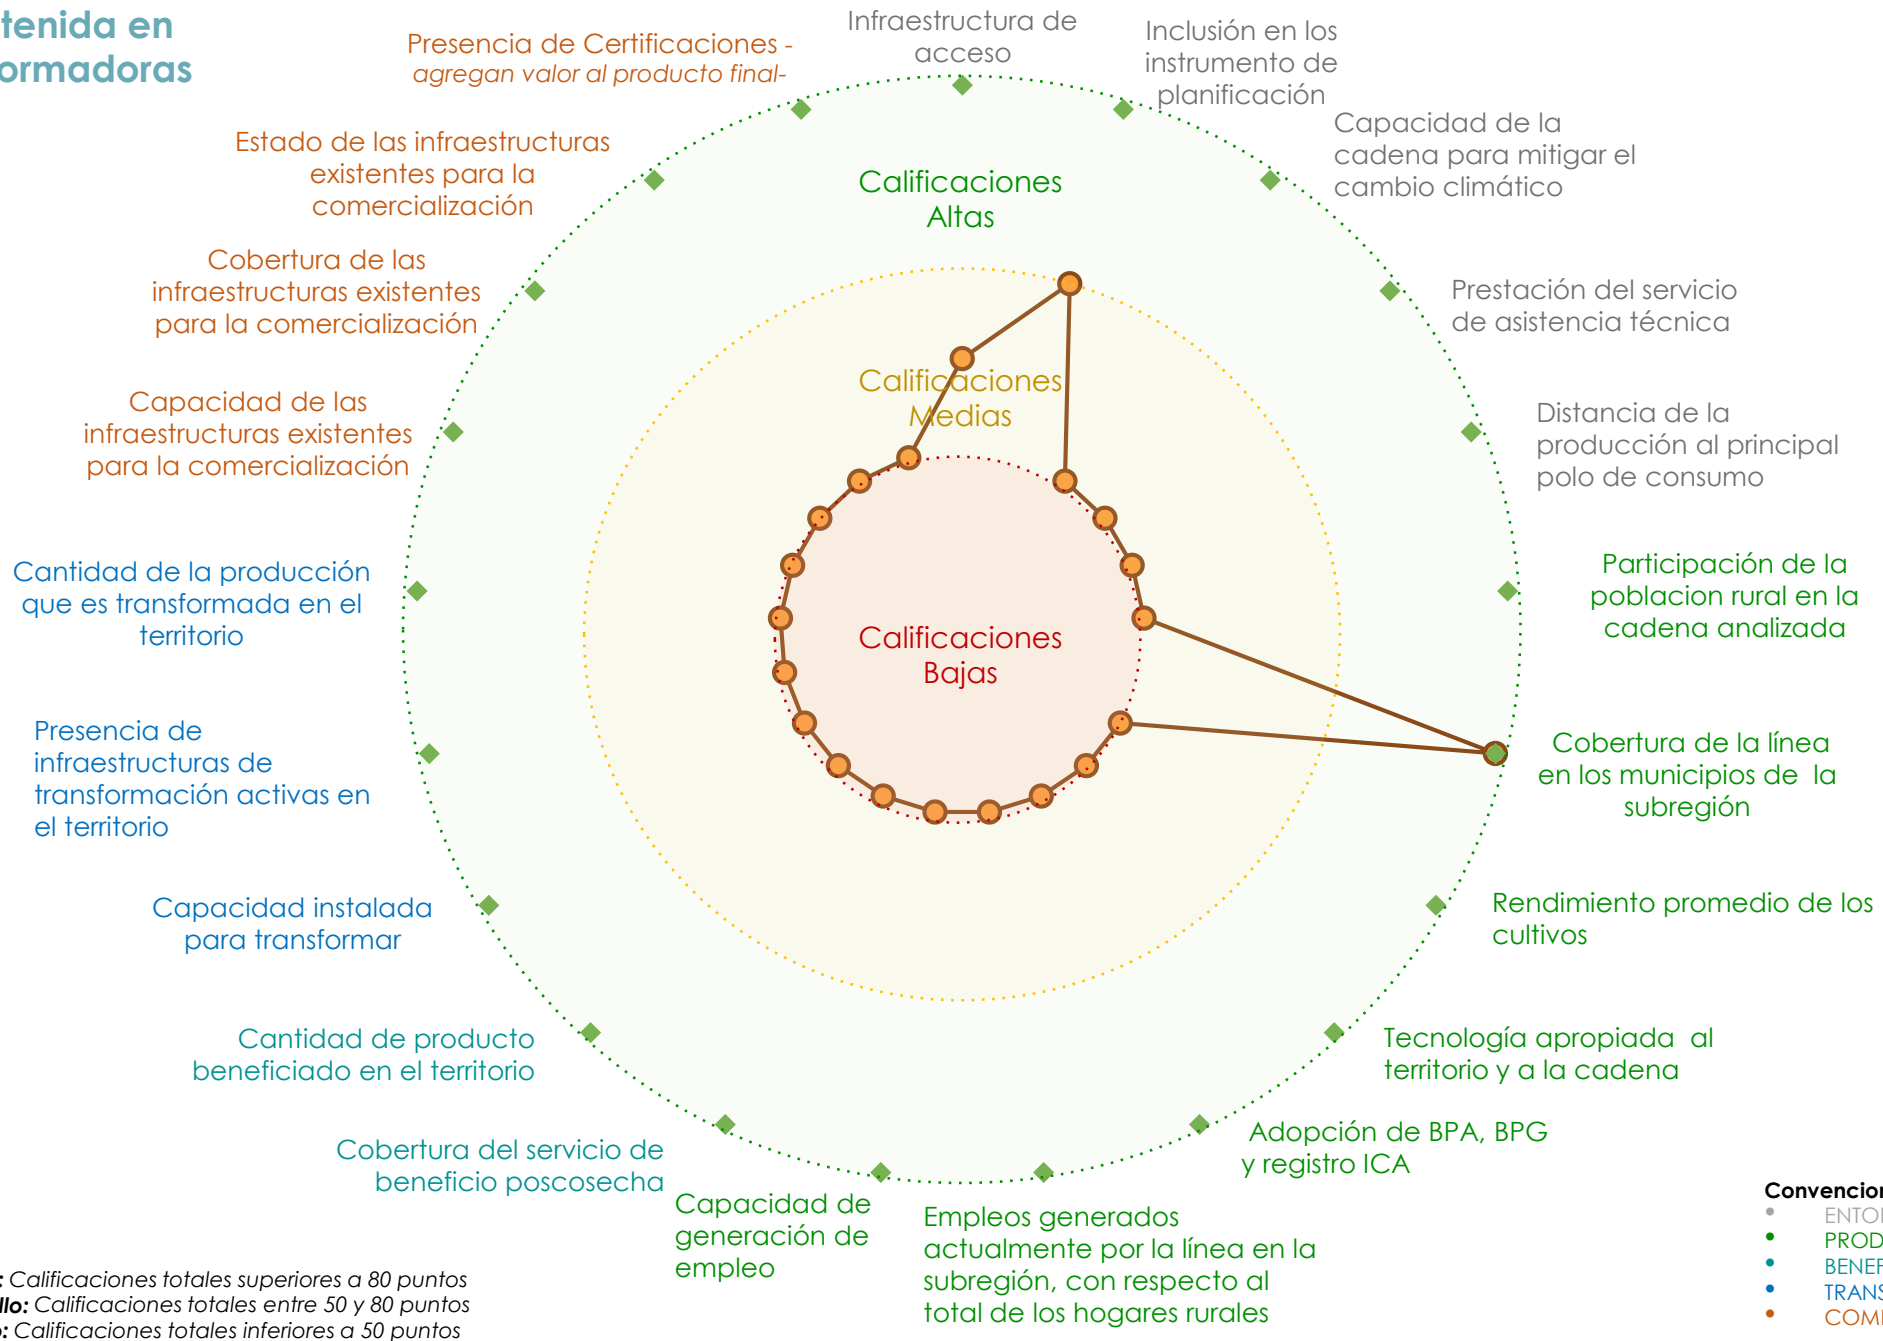 tenida en
ormadoras
Infraestructura de
acceso
Inclusión en los
instrumento de
planificación
Capacidad de la
cadena para mitigar el
cambio climático
Prestación del servicio
de asistencia técnica
Distancia de la
producción al principal
polo de consumo
Participación de la
poblacion rural en la
cadena analizada
Cobertura de la línea
en los municipios de la
subregión
Rendimiento promedio de los
cultivos
Tecnología apropiada al
territorio y a la cadena
Adopción de BPA, BPG
y registro ICA
Empleos generados
actualmente por la línea en la
subregión, con respecto al
total de los hogares rurales
Capacidad de
generación de
empleo
Cobertura del servicio de
beneficio poscosecha
Cantidad de producto
beneficiado en el territorio
Capacidad instalada
para transformar
Presencia de
infraestructuras de
transformación activas en
el territorio
Cantidad de la producción
que es transformada en el
territorio
Capacidad de las
infraestructuras existentes
para la comercialización
Cobertura de las
infraestructuras existentes
para la comercialización
Estado de las infraestructuras
existentes para la
comercialización
Presencia de Certificaciones -
agregan valor al producto final-
Calificaciones
Altas
Calificaciones
Medias
Calificaciones
Bajas
: Calificaciones totales superiores a 80 puntos
llo: Calificaciones totales entre 50 y 80 puntos
o: Calificaciones totales inferiores a 50 puntos
Convencion
• ENTO
• PROD
• BENEF
• TRANS
• COM